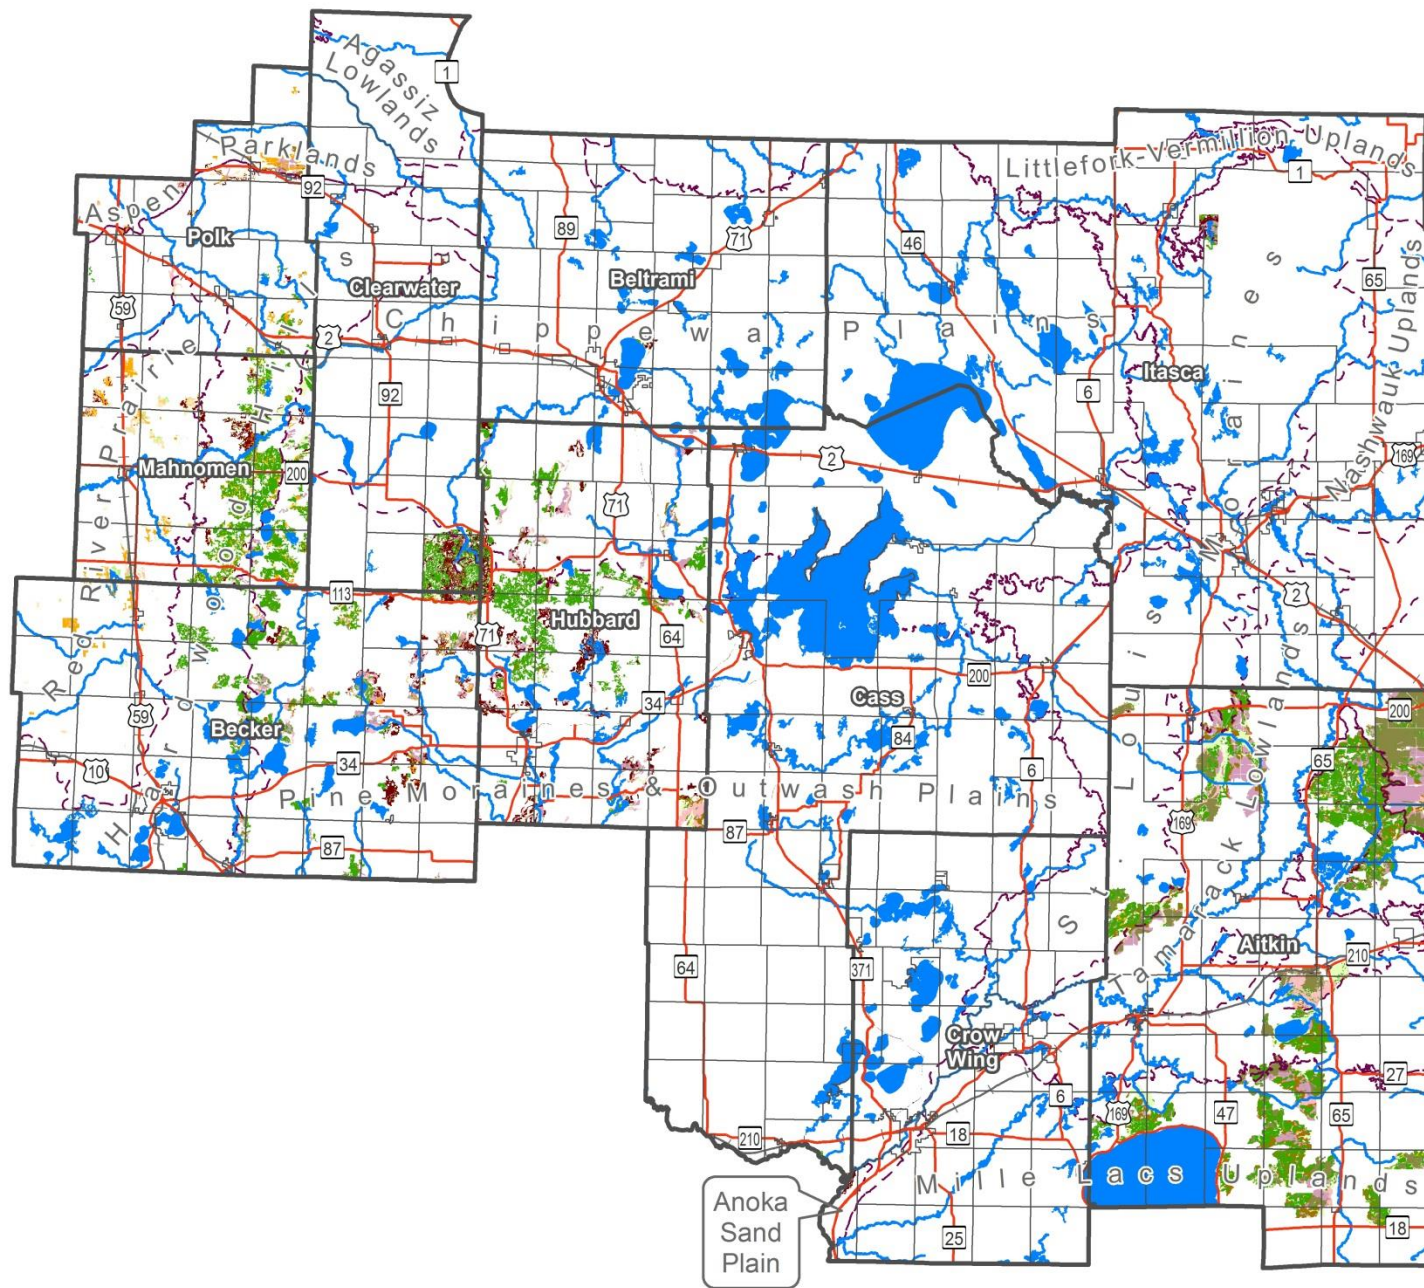 Agassiz
Lowlands
1
Aspen Parklands
92
Littlefork-Vermillion Uplands
1
Polk
89
71
46
65
59
Clearwater
Beltrami
2
Chippewa Plains
Itasca
6
92
Nashwauk Uplands
169
Mahnomen
200
71
2
Red River Prairie
Hardwood Hills
113
71
Hubbard
64
2
St. Louis Moraines
Tamarack Lowlands
34
Cass
200
59
Becker
84
200
10
34
6
65
Pine Moraines & Outwash Plains
169
87
87
64
371
Aitkin
210
Crow
Wing
27
6
169
47
65
210
18
Mille Lacs Uplands
Anoka
Sand
Plain
25
18